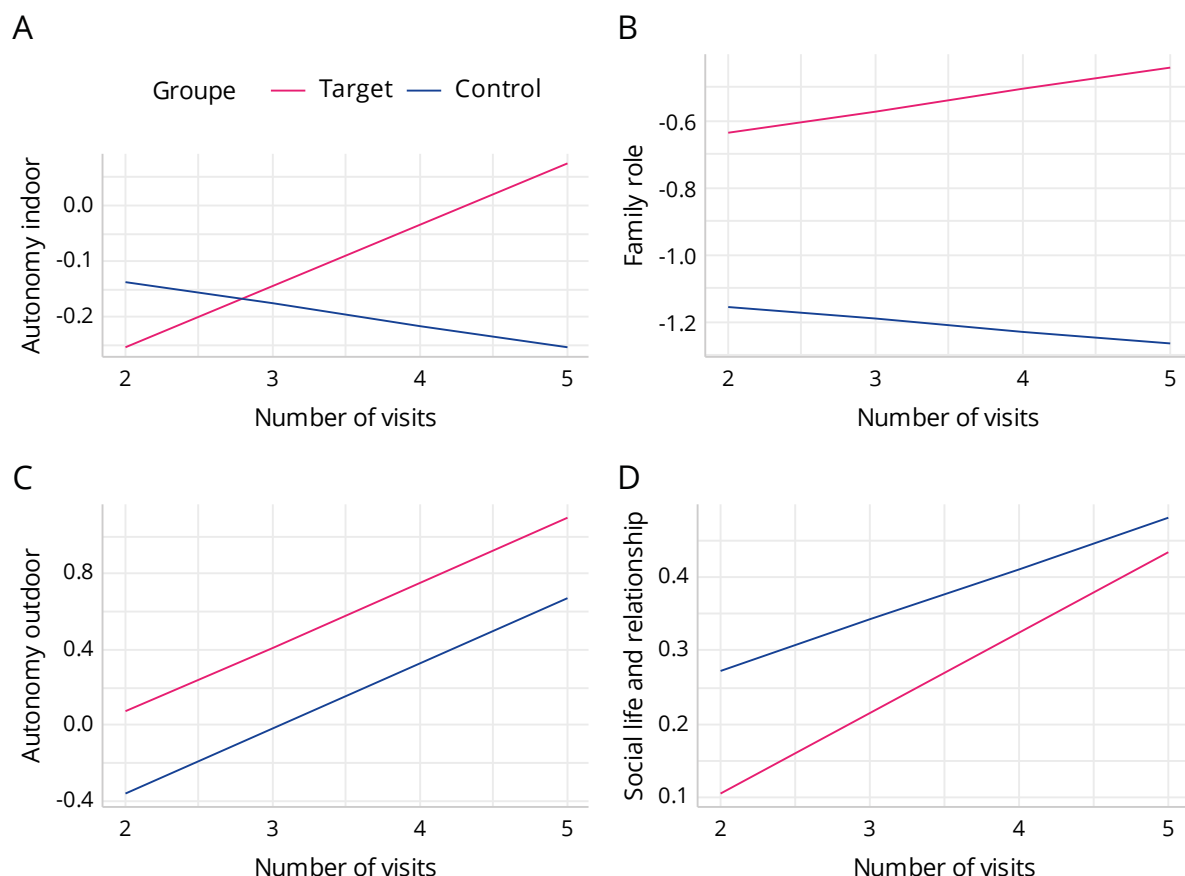 A
Groupe Target Control
Autonomy indoor
0.0
-0.1
-0.2
2 3 4 5
Number of visits
B
Family role
-0.6
-0.8
-1.0
-1.2
2 3 4 5
Number of visits
C
Autonomy outdoor
0.8
0.4
0.0
-0.4
2 3 4 5
Number of visits
D
Social life and relationship
0.4
0.3
0.2
0.1
2 3 4 5
Number of visits